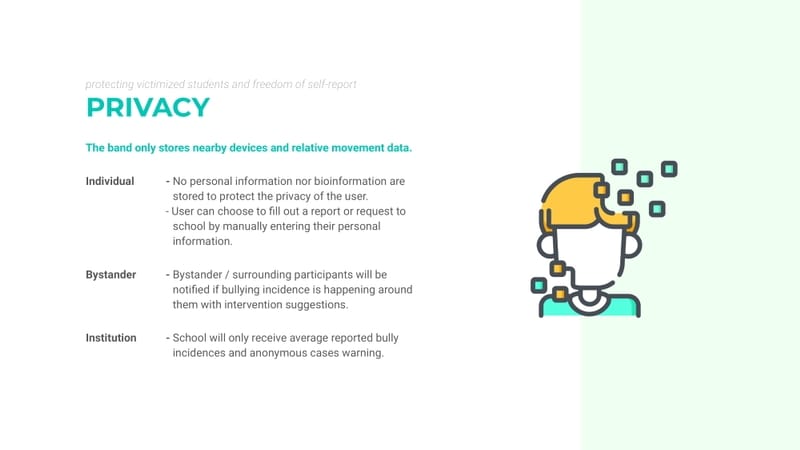 protecting victimized students and freedom of self-report
PRIVACY
The band only stores nearby devices and relative movement data.
Individual - No personal information nor bioinformation are
stored to protect the privacy of the user.
- User can choose to fill out a report or request to
school by manually entering their personal
information.
Bystander - Bystander / surrounding participants will be
notified if bullying incidence is happening around
them with intervention suggestions.
Institution - School will only receive average reported bully
incidences and anonymous cases warning.